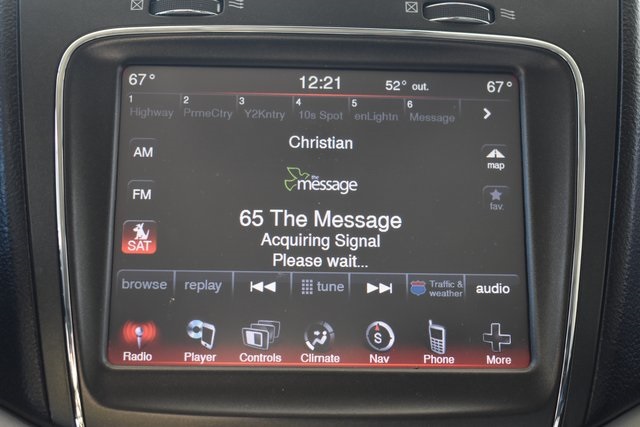 67° 12:21 52° out. 67°
1 2 3 4 5 6
Highway PrmeCtry Y2Kntry 10s Spot enLightn Message
Christian
AM
the
message
map
FM
65 The Message
fav.
SAT
Acquiring Signal
Please wait...
browse replay tune Traffic & weather audio
S
Radio Player Controls Climate Nav Phone More